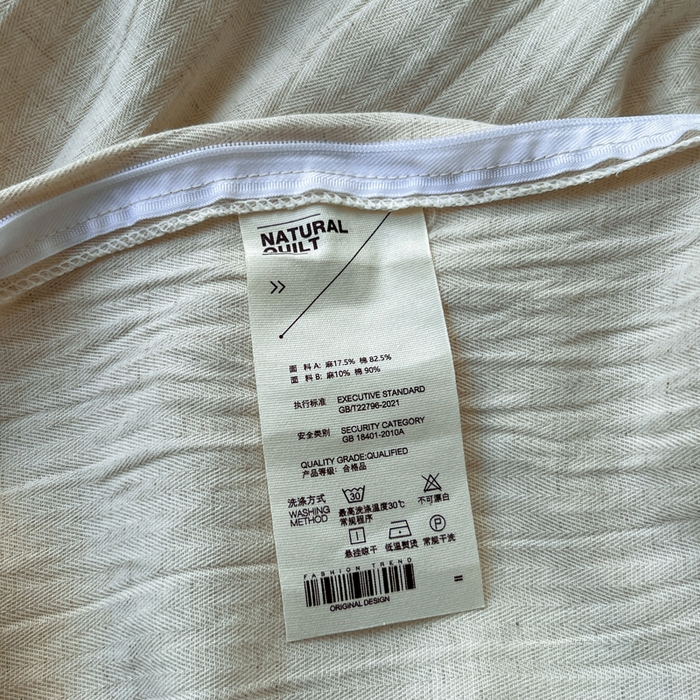 NATURAL
QUILT
面 料 A: 麻17.5% 棉 82.5%
面 料 B: 麻10% 棉 90%
执行标准 EXECUTIVE STANDARD
GB/T22796-2021
安全类别 SECURITY CATEGORY
GB 18401-2010A
QUALITY GRADE:QUALIFIED
产品等级: 合格品
洗涤方式
WASHING
METHOD
30
最高洗涤温度30℃
常规程序
不可漂白
P
悬挂晾干 低温熨烫 常规干洗
FASHION TREND
ORIGINAL DESIGN